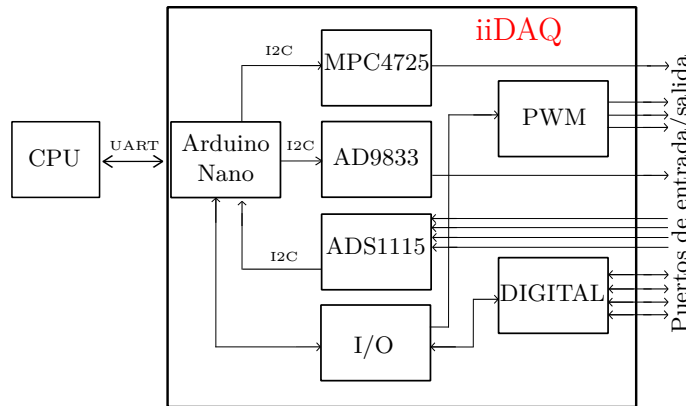 iiDAQ
I2C
MPC4725
PWM
CPU
UART
Arduino
Nano
I2C
AD9833
ADS1115
I2C
DIGITAL
I/O
Puertos de entrada/salida